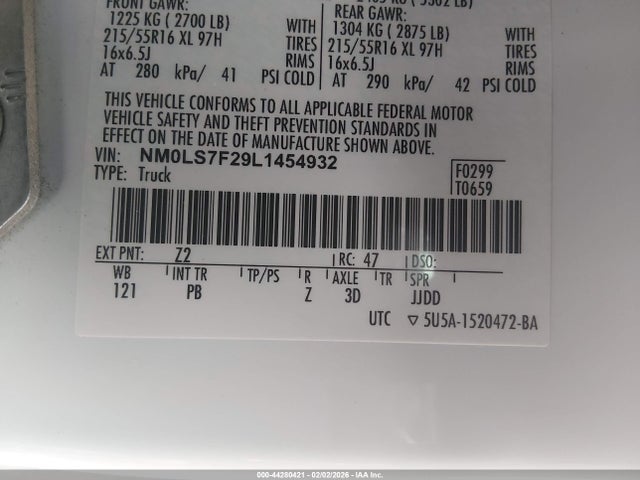 FRONT GAWR:
1225 KG ( 2700 LB) WITH
215/55R16 XL 97H TIRES
16x6.5J RIMS
AT 280 kPa/ 41 PSI COLD
REAR GAWR:
1304 KG ( 2875 LB) WITH
215/55R16 XL 97H TIRES
16x6.5J RIMS
AT 290 kPa/ 42 PSI COLD
THIS VEHICLE CONFORMS TO ALL APPLICABLE FEDERAL MOTOR
VEHICLE SAFETY AND THEFT PREVENTION STANDARDS IN
EFFECT ON THE DATE OF MANUFACTURE SHOWN ABOVE.
VIN: NM0LS7F29L1454932
TYPE: Truck
F0299
T0659
EXT PNT: Z2 RC: 47 DSO:
WB INT TR TP/PS R AXLE TR SPR
121 PB Z 3D JJDD
UTC ▽ 5U5A-1520472-BA
000-44280421 - 02/02/2026 - IAA Inc.